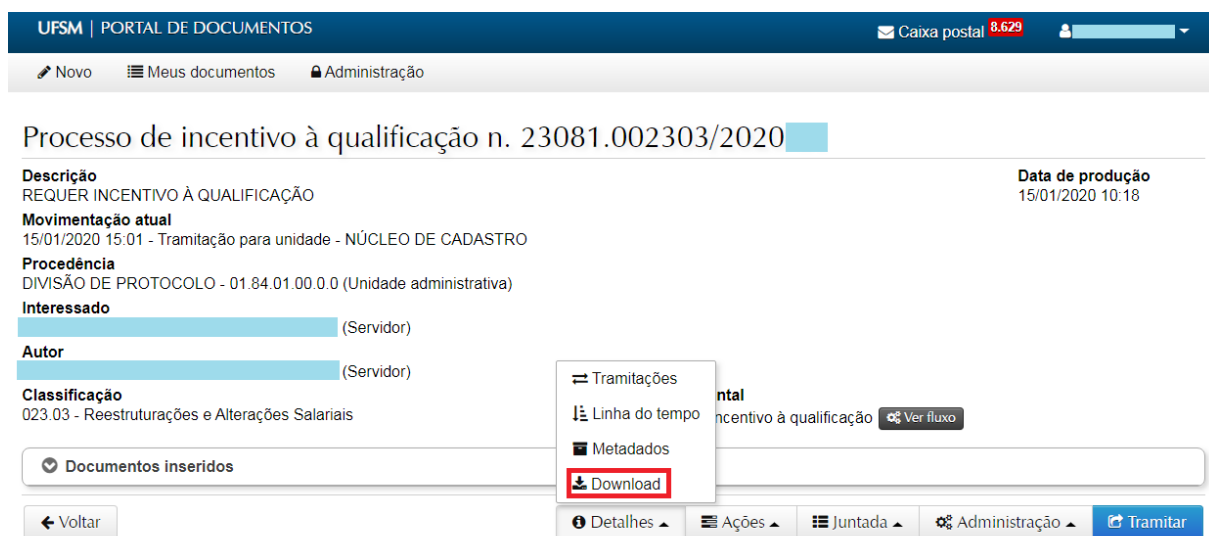 UFSM | PORTAL DE DOCUMENTOS
Caixa postal 8.629
Novo Meus documentos Administração
Processo de incentivo à qualificação n. 23081.002303/2020
Descrição
REQUER INCENTIVO À QUALIFICAÇÃO
Data de produção
15/01/2020 10:18
Movimentação atual
15/01/2020 15:01 - Tramitação para unidade - NÚCLEO DE CADASTRO
Procedência
DIVISÃO DE PROTOCOLO - 01.84.01.00.0.0 (Unidade administrativa)
Interessado
(Servidor)
Autor
(Servidor)
Classificação
023.03 - Reestruturações e Alterações Salariais
ntal
ncentivo à qualificação Ver fluxo
Tramitações
Linha do tempo
Metadados
Download
Documentos inseridos
Voltar Detalhes Ações Juntada Administração Tramitar